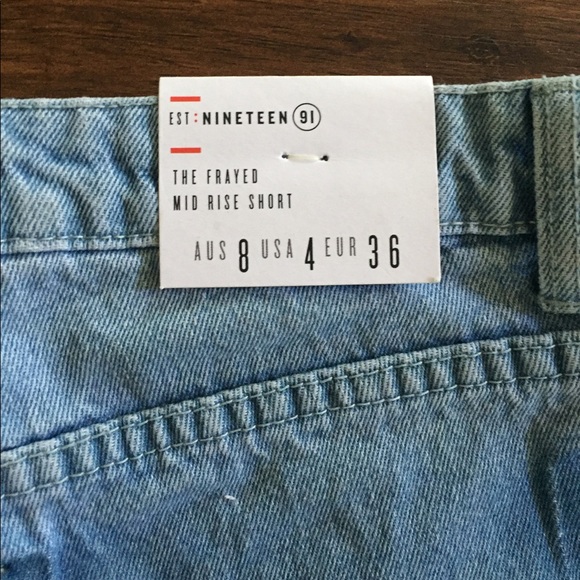 EST:NINETEEN 91
THE FRAYED
MID RISE SHORT
AUS 8 USA 4 EUR 36